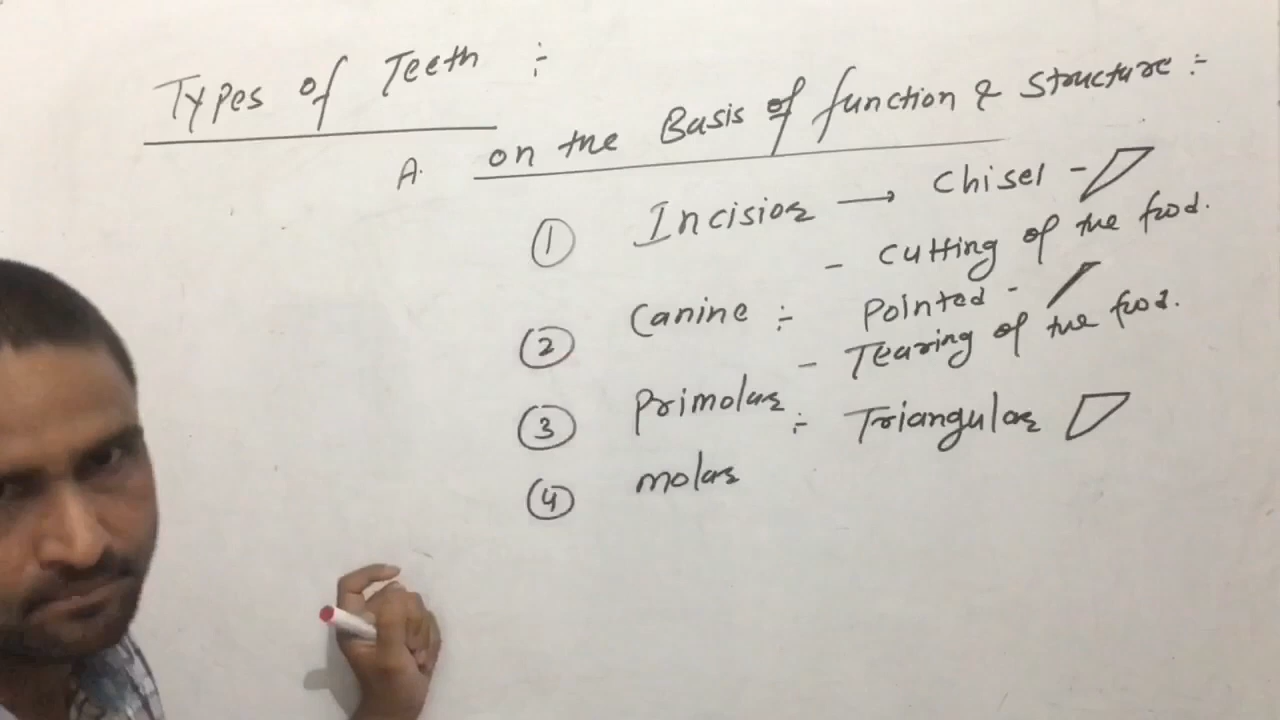 Types of Teeth :-
A. on the Basis of function & Structure :-
① Incisior → Chisel -
- Cutting of the food.
② Canine :- Pointed -
- Tearing of the food.
③ Primolar :- Triangular
④ molar